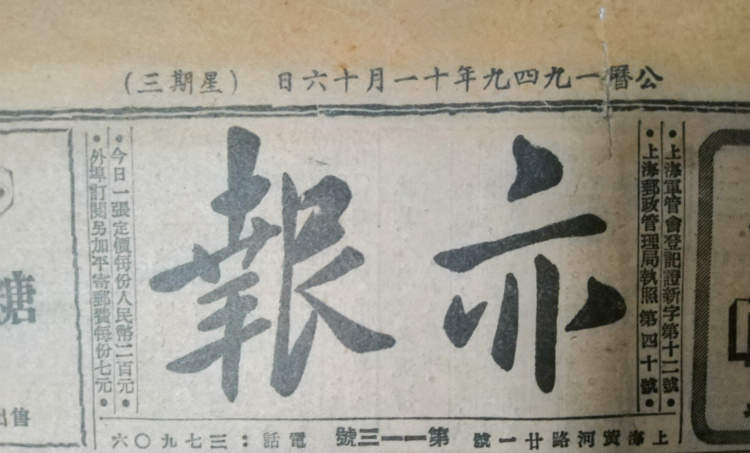 公曆一九四九年十一月十六日 (星期三)
•上海軍管會登記證新字第十二號•
•上海郵政管理局執照第四十號•
亦報
•今日一張定價每份人民幣二百元•
•外埠訂閱另加平寄郵費每份七元•
上海黃河路廿一號 第一一三號 電話：三七九〇六
糖
出售